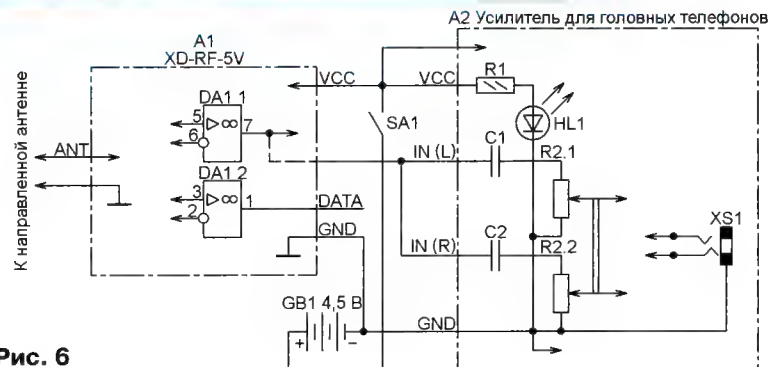 А2 Усилитель для головных телефонов
А1
XD-RF-5V
К направленной антенне
ANT
DA1.1
5
6
▷∞
7
DA1.2
3
2
▷∞
1
VCC
VCC
R1
SA1
HL1
IN (L)
C1
R2.1
DATA
GND
IN (R)
C2
R2.2
XS1
GB1 4,5 В
+
−
GND
Рис. 6